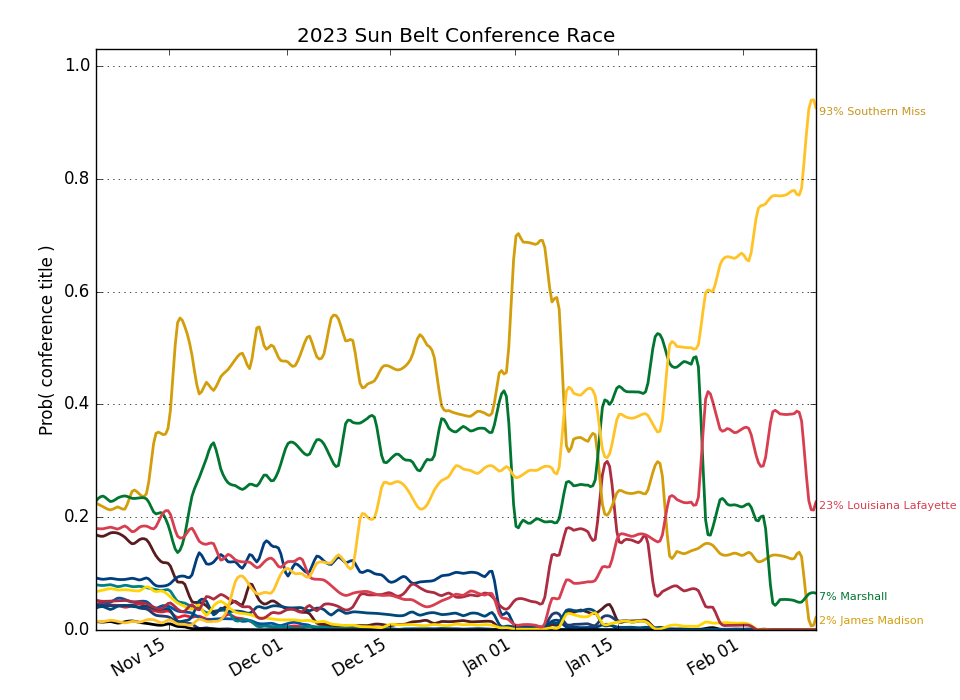 2023 Sun Belt Conference Race
Prob( conference title )
1.0
0.8
0.6
0.4
0.2
0.0
Nov 15
Dec 01
Dec 15
Jan 01
Jan 15
Feb 01
93% Southern Miss
23% Louisiana Lafayette
7% Marshall
2% James Madison